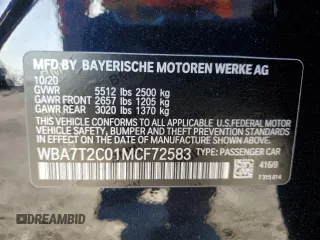 MFD BY BAYERISCHE MOTOREN WERKE AG
10/20
GVWR 5512 lbs 2500 kg
GAWR FRONT 2657 lbs 1205 kg
GAWR REAR 3020 lbs 1370 kg
THIS VEHICLE CONFORMS TO ALL APPLICABLE U.S. FEDERAL MOTOR
VEHICLE SAFETY, BUMPER, AND THEFT PREVENTION STANDARDS
IN EFFECT ON THE DATE OF MANUFACTURE SHOWN ABOVE.
WBA7T2C01MCF72583 TYPE: PASSENGER CAR
416/9
7315814